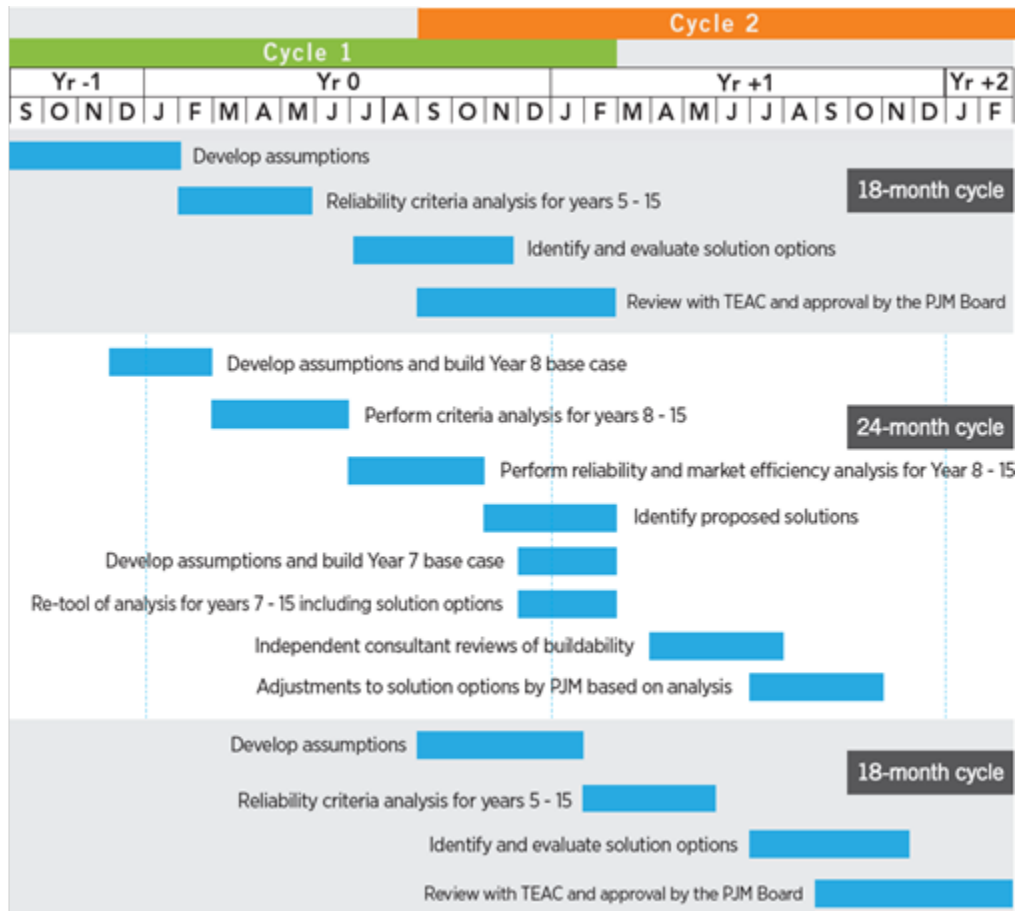 Cycle 2
Cycle 1
Yr -1 Yr 0 Yr +1 Yr +2
S O N D J F M A M J J A S O N D J F M A M J J A S O N D J F
Develop assumptions
18-month cycle
Reliability criteria analysis for years 5 - 15
Identify and evaluate solution options
Review with TEAC and approval by the PJM Board
Develop assumptions and build Year 8 base case
Perform criteria analysis for years 8 - 15
24-month cycle
Perform reliability and market efficiency analysis for Year 8 - 15
Identify proposed solutions
Develop assumptions and build Year 7 base case
Re-tool of analysis for years 7 - 15 including solution options
Independent consultant reviews of buildability
Adjustments to solution options by PJM based on analysis
Develop assumptions
18-month cycle
Reliability criteria analysis for years 5 - 15
Identify and evaluate solution options
Review with TEAC and approval by the PJM Board